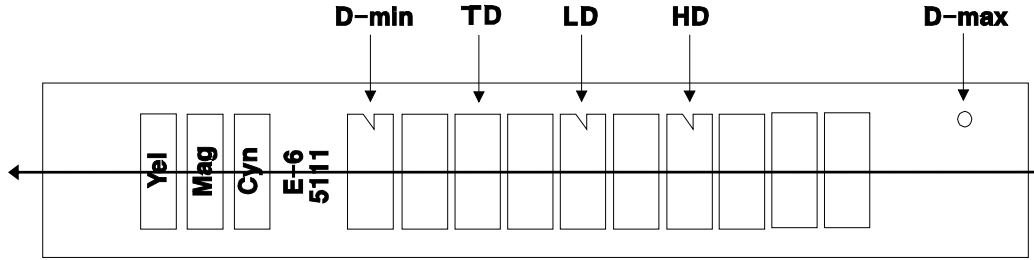 D-min TD LD HD D-max
Yel
Mag
Cyn
E-6
5111